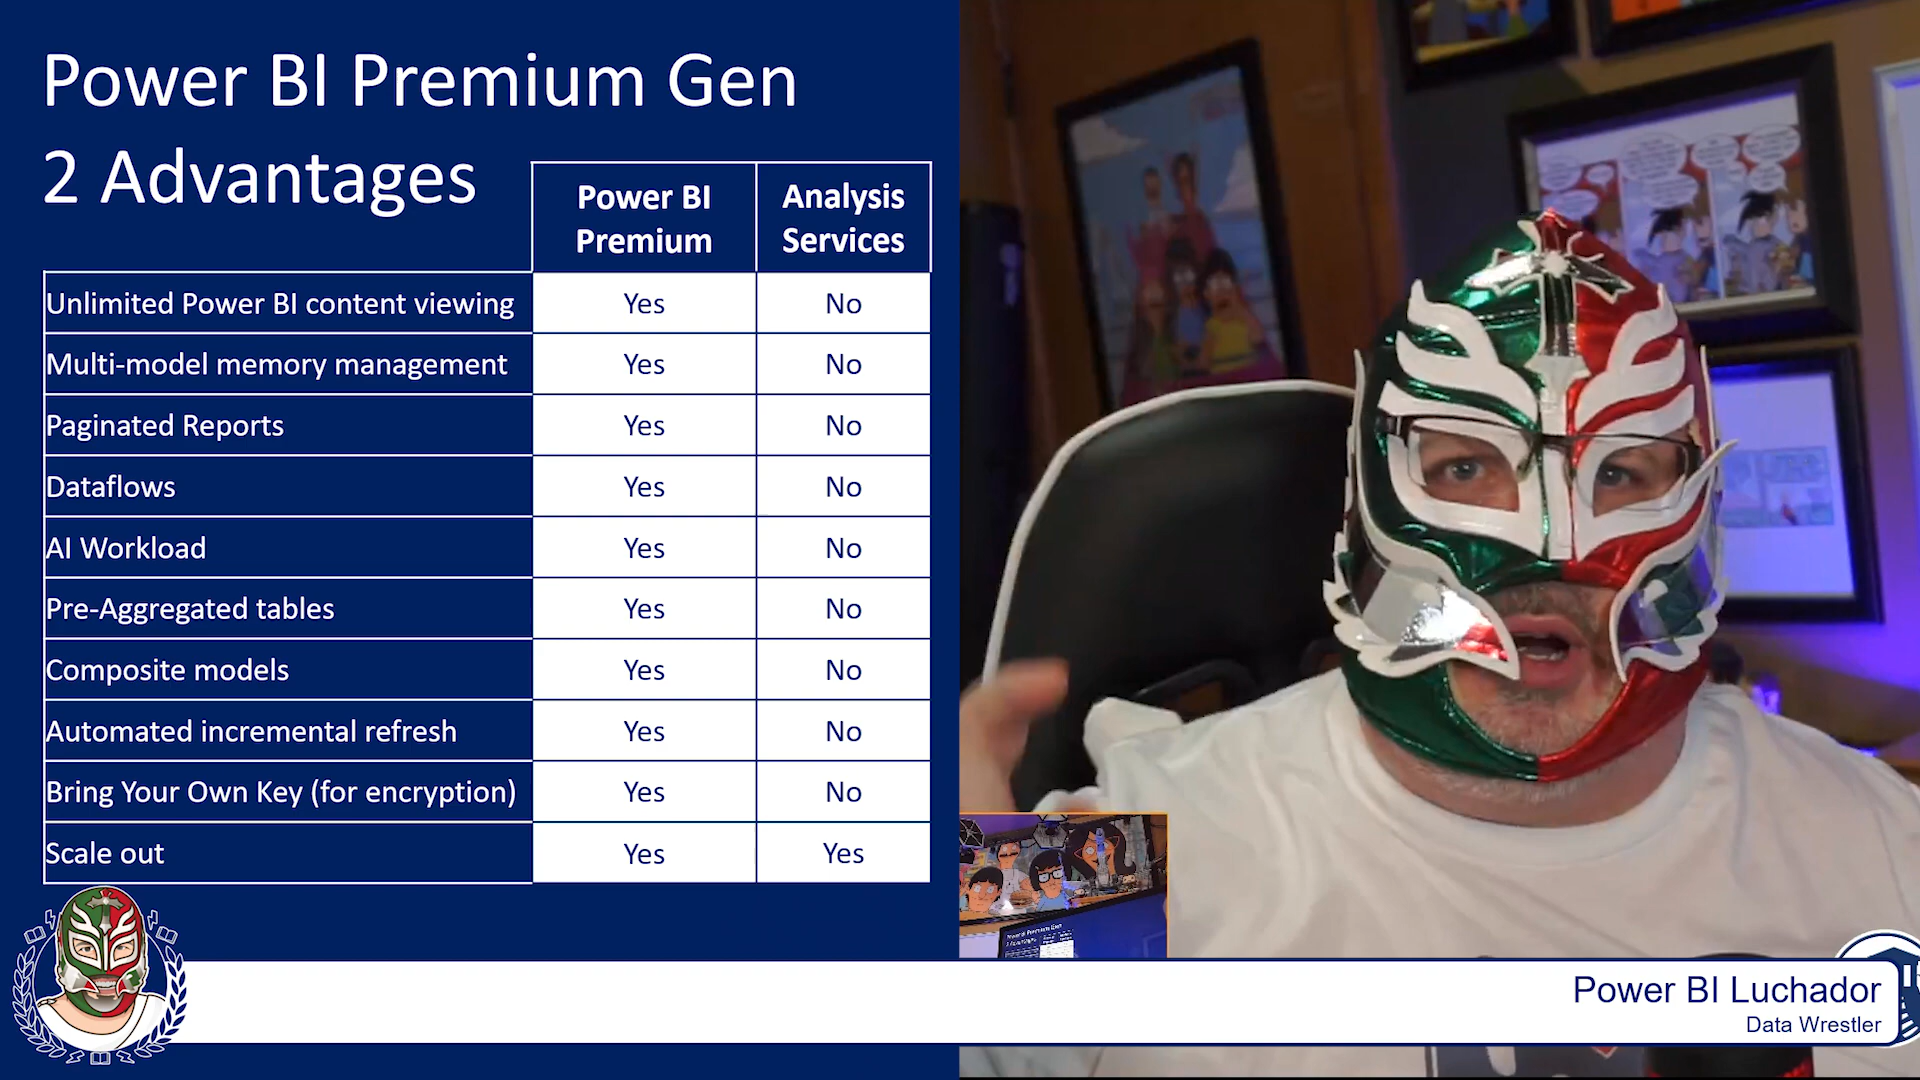 Power BI Premium Gen
2 Advantages
Power BI
Premium
Analysis
Services
Unlimited Power BI content viewing Yes No
Multi-model memory management Yes No
Paginated Reports Yes No
Dataflows Yes No
AI Workload Yes No
Pre-Aggregated tables Yes No
Composite models Yes No
Automated incremental refresh Yes No
Bring Your Own Key (for encryption) Yes No
Scale out Yes Yes
Power BI Luchador
Data Wrestler